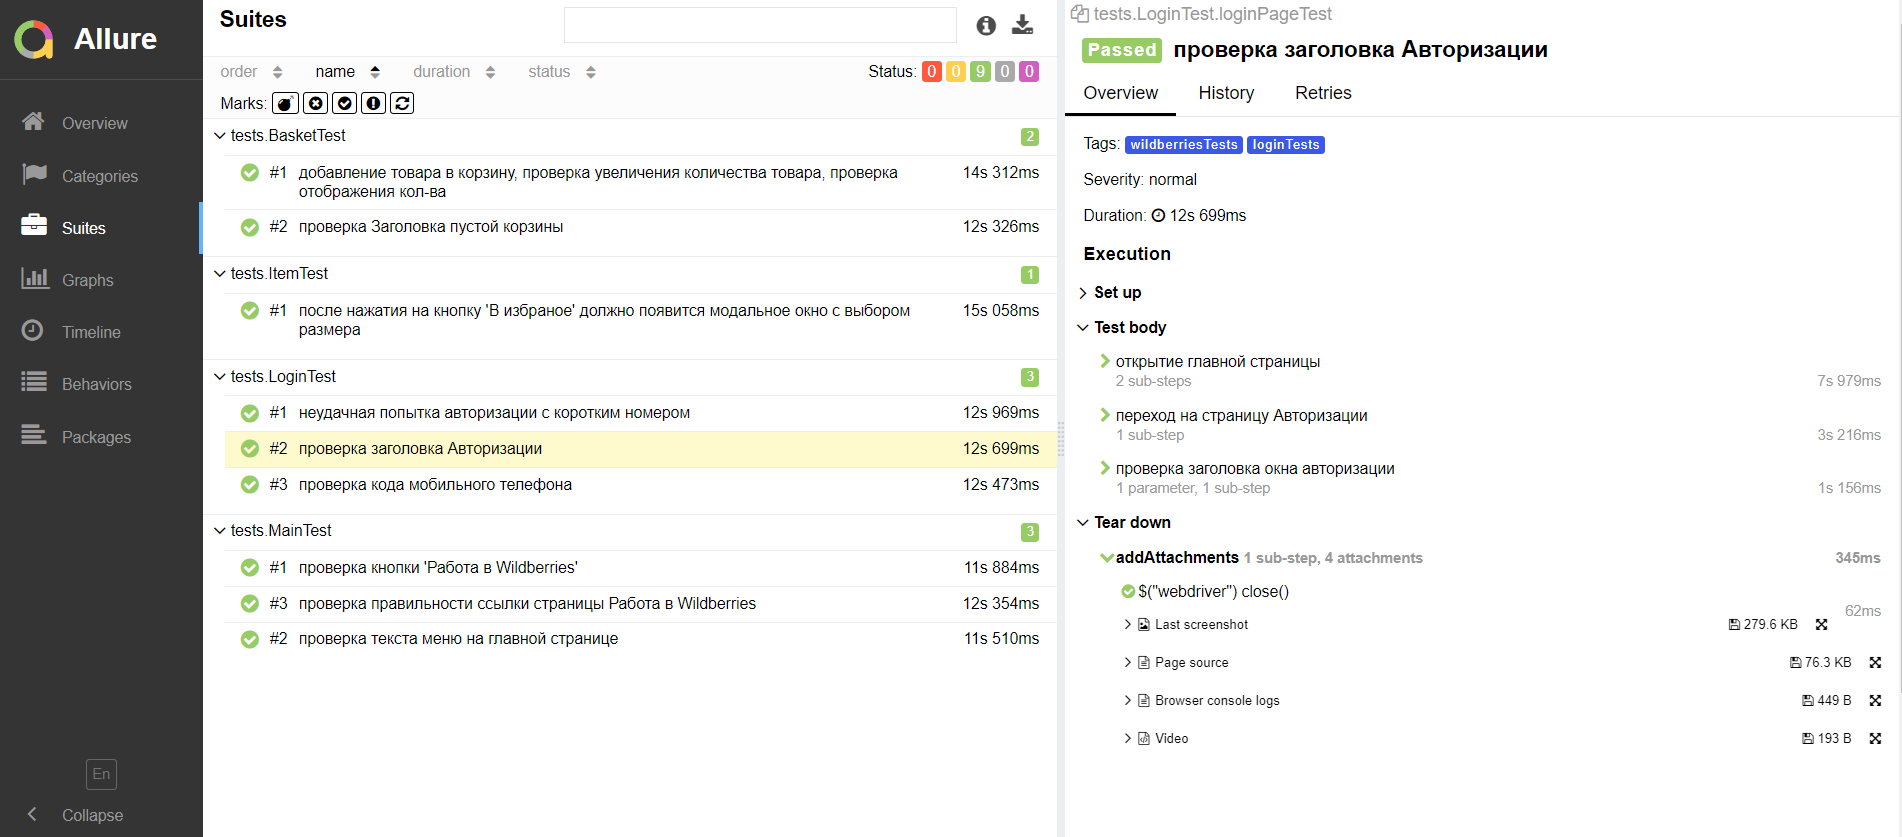 Allure
Overview
Categories
Suites
Graphs
Timeline
Behaviors
Packages
En
Collapse
Suites
order name duration status Status: 0 0 9 0 0
Marks:
tests.BasketTest 2
#1 добавление товара в корзину, проверка увеличения количества товара, проверка 14s 312ms
отображения кол-ва
#2 проверка Заголовка пустой корзины 12s 326ms
tests.ItemTest 1
#1 после нажатия на кнопку 'В избраное' должно появится модальное окно с выбором 15s 058ms
размера
tests.LoginTest 3
#1 неудачная попытка авторизации с коротким номером 12s 969ms
#2 проверка заголовка Авторизации 12s 699ms
#3 проверка кода мобильного телефона 12s 473ms
tests.MainTest 3
#1 проверка кнопки 'Работа в Wildberries' 11s 884ms
#3 проверка правильности ссылки страницы Работа в Wildberries 12s 354ms
#2 проверка текста меню на главной странице 11s 510ms
tests.LoginTest.loginPageTest
Passed проверка заголовка Авторизации
Overview History Retries
Tags: wildberriesTests loginTests
Severity: normal
Duration: 12s 699ms
Execution
Set up
Test body
открытие главной страницы
2 sub-steps 7s 979ms
переход на страницу Авторизации
1 sub-step 3s 216ms
проверка заголовка окна авторизации
1 parameter, 1 sub-step 1s 156ms
Tear down
addAttachments 1 sub-step, 4 attachments 345ms
$("webdriver") close()
62ms
Last screenshot 279.6 KB
Page source 76.3 KB
Browser console logs 449 B
Video 193 B